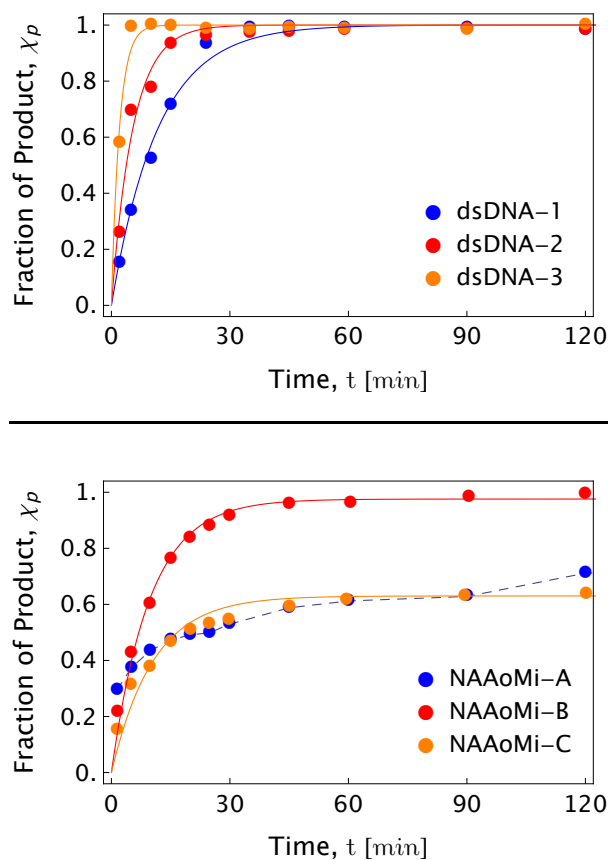 Fraction of Product, χp
1.
0.8
0.6
0.4
0.2
0.
dsDNA-1
dsDNA-2
dsDNA-3
0 30 60 90 120
Time, t [min]
Fraction of Product, χp
1.
0.8
0.6
0.4
0.2
0.
NAAoMi-A
NAAoMi-B
NAAoMi-C
0 30 60 90 120
Time, t [min]